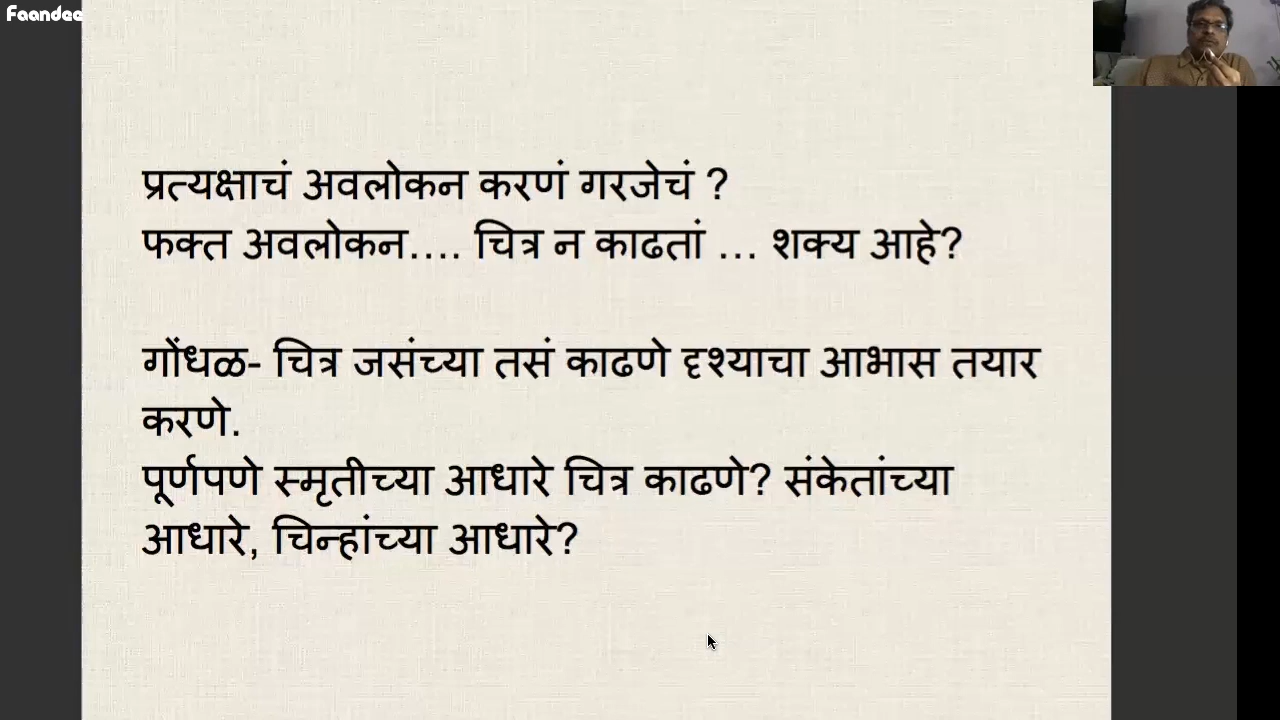 Faandee
प्रत्यक्षाचं अवलोकन करणं गरजेचं ?
फक्त अवलोकन.... चित्र न काढतां ... शक्य आहे?
गोंधळ- चित्र जसंच्या तसं काढणे दृश्याचा आभास तयार
करणे.
पूर्णपणे स्मृतीच्या आधारे चित्र काढणे? संकेतांच्या
आधारे, चिन्हांच्या आधारे?